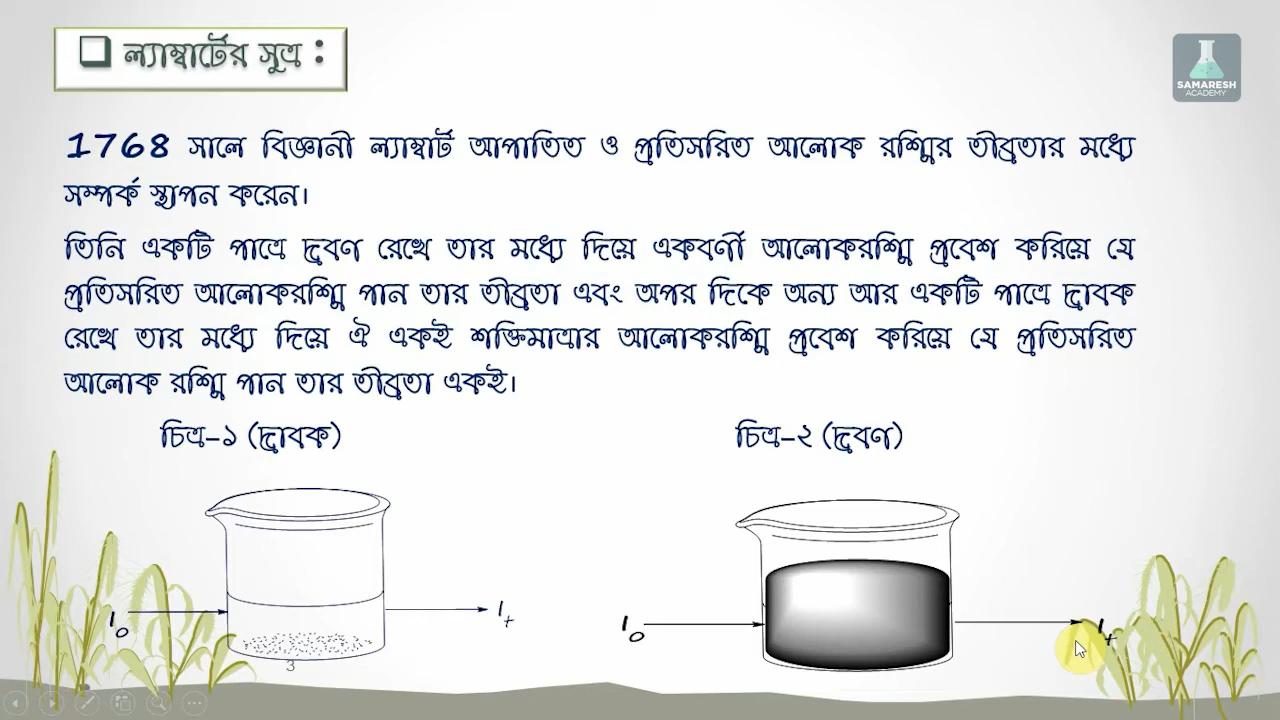 ❑ ল্যাম্বার্টের সূত্র :
SAMARESH
ACADEMY
1768 সালে বিজ্ঞানী ল্যাম্বার্ট আপাতিত ও প্রতিসরিত আলোক রশ্মির তীব্রতার মধ্যে
সম্পর্ক স্থাপন করেন।
তিনি একটি পাত্রে দ্রবণ রেখে তার মধ্যে দিয়ে একবর্ণী আলোকরশ্মি প্রবেশ করিয়ে যে
প্রতিসরিত আলোকরশ্মি পান তার তীব্রতা এবং অপর দিকে অন্য আর একটি পাত্রে দ্রাবক
রেখে তার মধ্যে দিয়ে ঐ একই শক্তিমাত্রার আলোকরশ্মি প্রবেশ করিয়ে যে প্রতিসরিত
আলোক রশ্মি পান তার তীব্রতা একই।
চিত্র-১ (দ্রাবক) চিত্র-২ (দ্রবণ)
I₀ Iₜ I₀ Iₜ
3